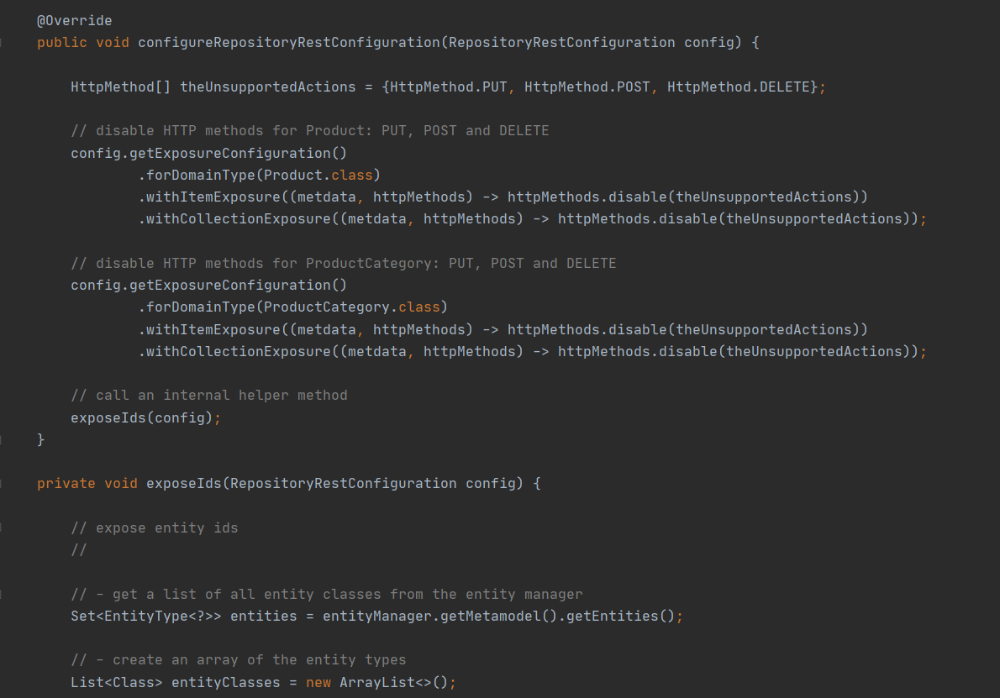 @Override
public void configureRepositoryRestConfiguration(RepositoryRestConfiguration config) {
HttpMethod[] theUnsupportedActions = {HttpMethod.PUT, HttpMethod.POST, HttpMethod.DELETE};
// disable HTTP methods for Product: PUT, POST and DELETE
config.getExposureConfiguration()
.forDomainType(Product.class)
.withItemExposure((metdata, httpMethods) -> httpMethods.disable(theUnsupportedActions))
.withCollectionExposure((metdata, httpMethods) -> httpMethods.disable(theUnsupportedActions));
// disable HTTP methods for ProductCategory: PUT, POST and DELETE
config.getExposureConfiguration()
.forDomainType(ProductCategory.class)
.withItemExposure((metdata, httpMethods) -> httpMethods.disable(theUnsupportedActions))
.withCollectionExposure((metdata, httpMethods) -> httpMethods.disable(theUnsupportedActions));
// call an internal helper method
exposeIds(config);
}
private void exposeIds(RepositoryRestConfiguration config) {
// expose entity ids
//
// - get a list of all entity classes from the entity manager
Set<EntityType<?>> entities = entityManager.getMetamodel().getEntities();
// - create an array of the entity types
List<Class> entityClasses = new ArrayList<>();